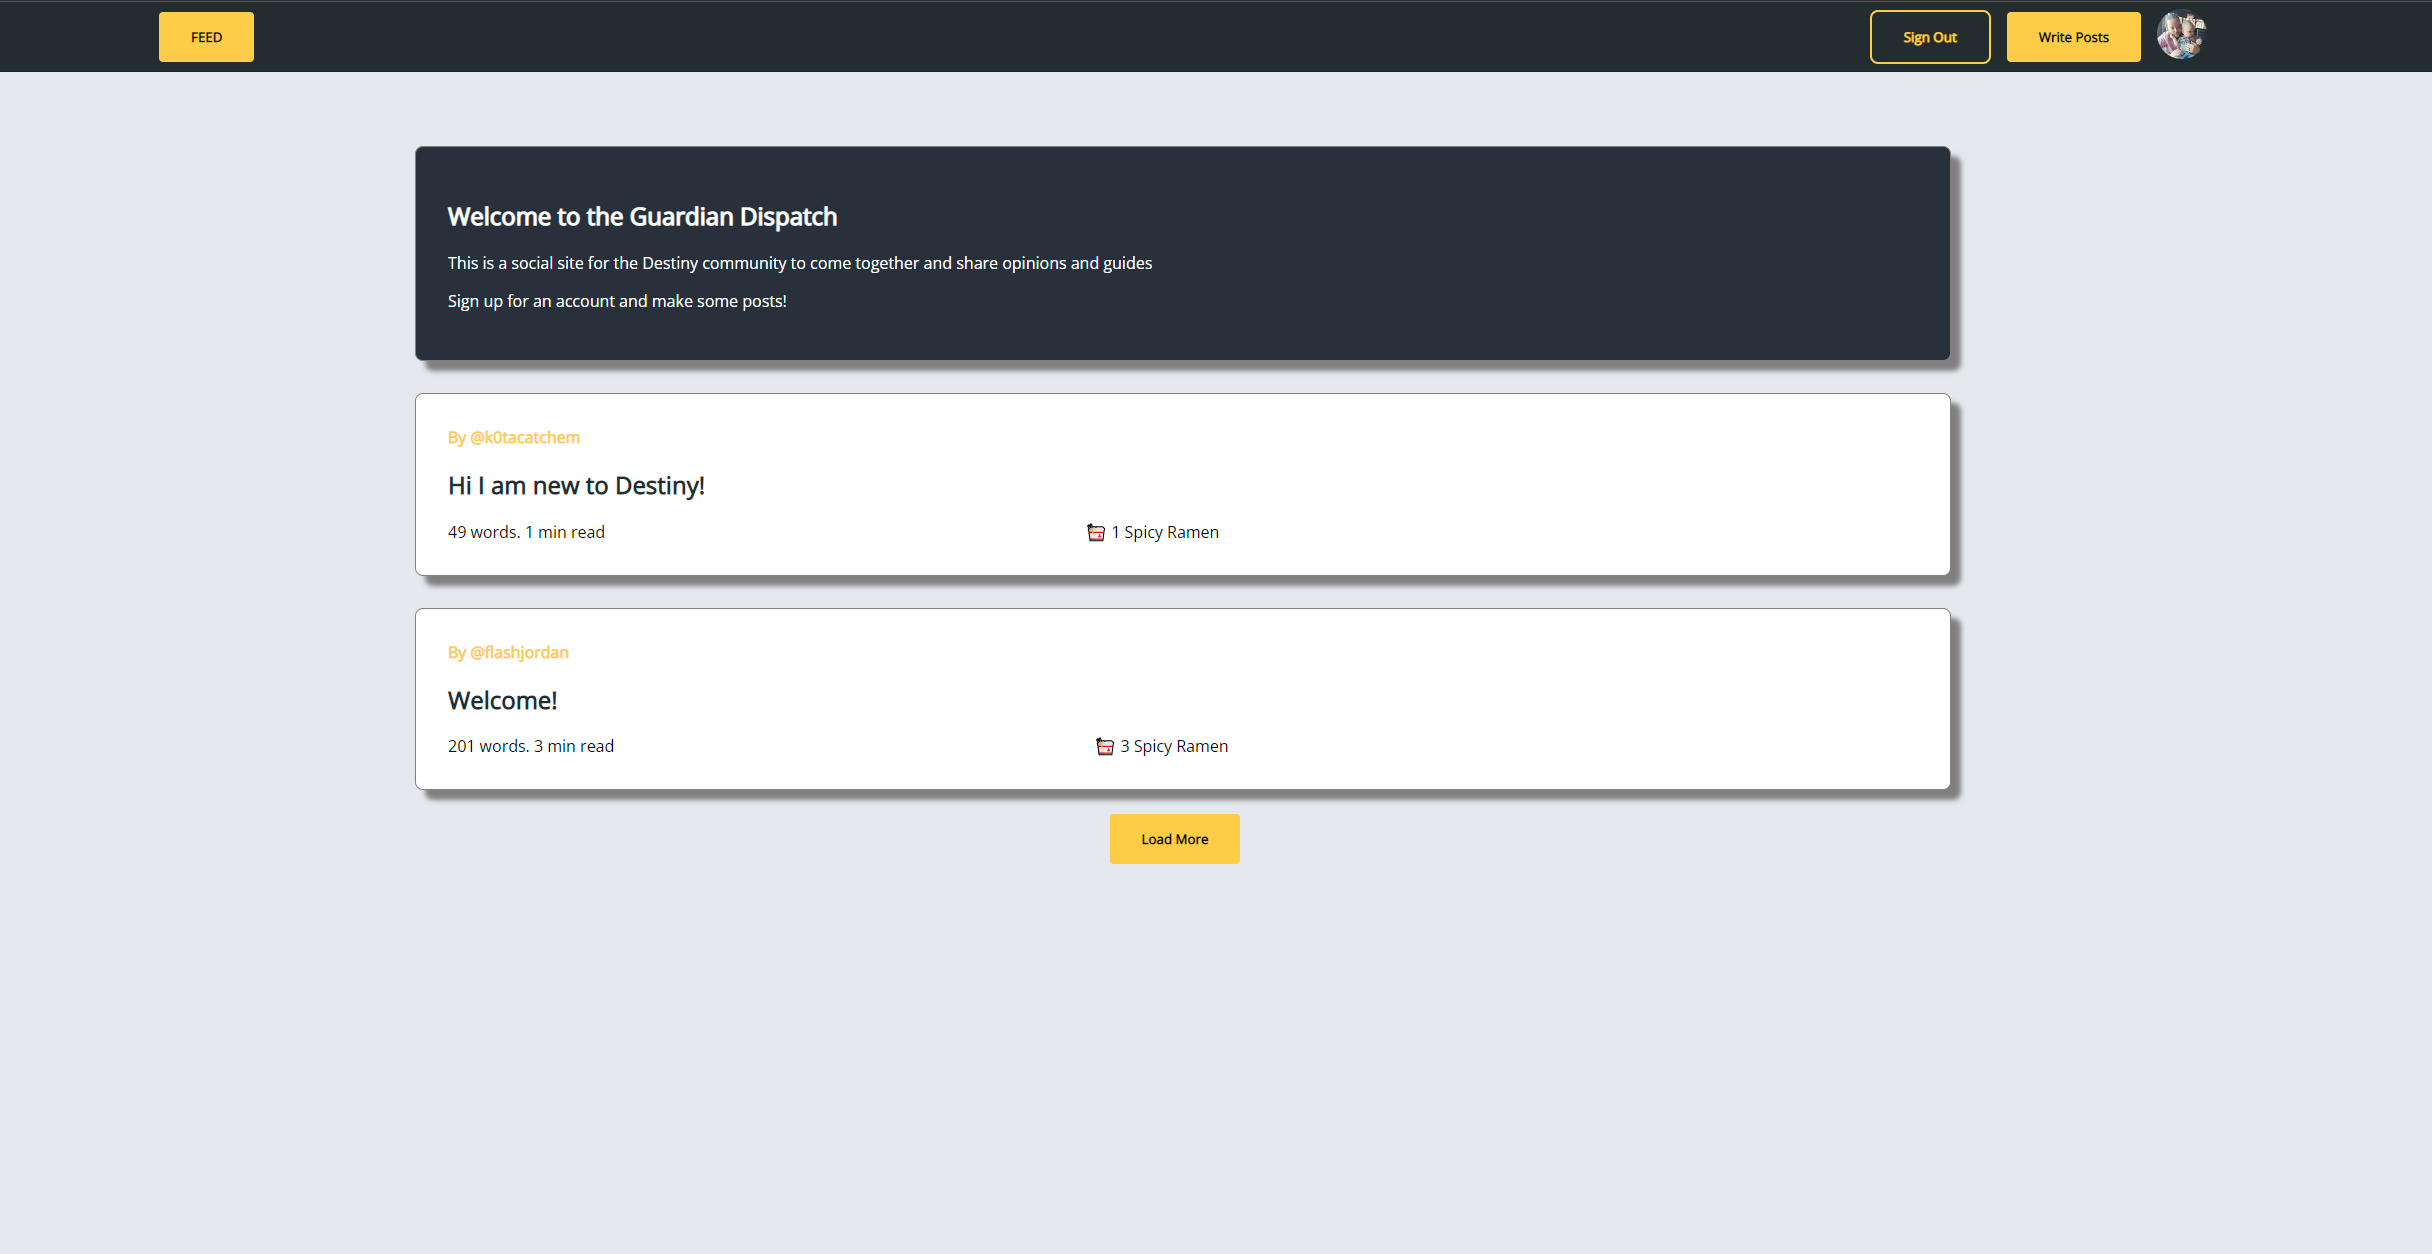 FEED
Sign Out
Write Posts
Welcome to the Guardian Dispatch
This is a social site for the Destiny community to come together and share opinions and guides
Sign up for an account and make some posts!
By @k0tacatchem
Hi I am new to Destiny!
49 words. 1 min read
1 Spicy Ramen
By @flashjordan
Welcome!
201 words. 3 min read
3 Spicy Ramen
Load More